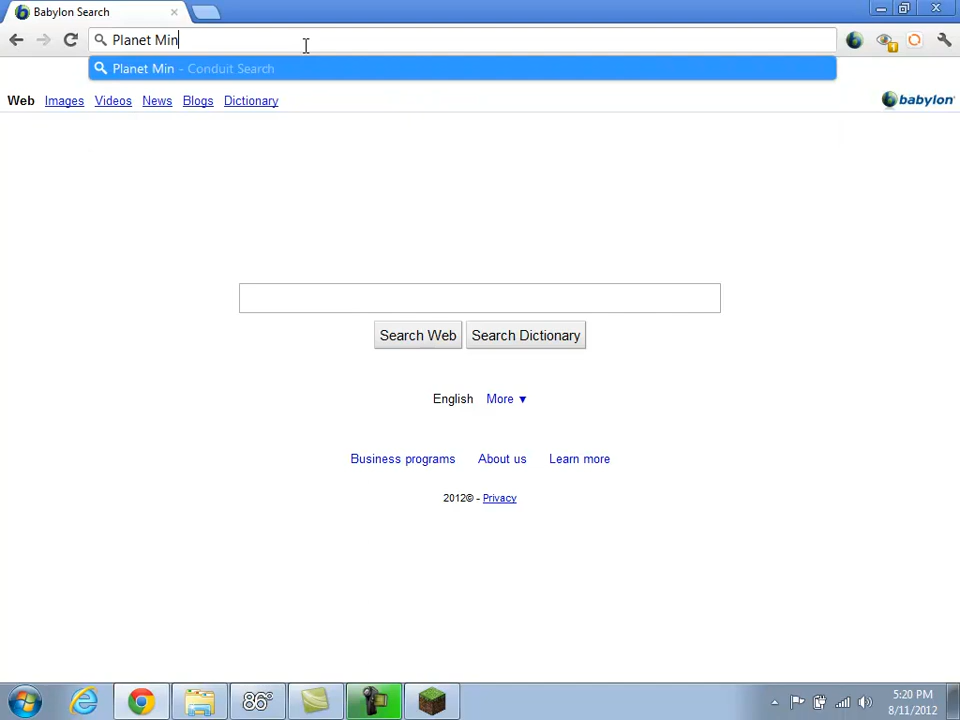 Babylon Search
Planet Min
Planet Min - Conduit Search
Web Images Videos News Blogs Dictionary
babylon
Search Web Search Dictionary
English More ▼
Business programs About us Learn more
2012© - Privacy
86°
5:20 PM
8/11/2012